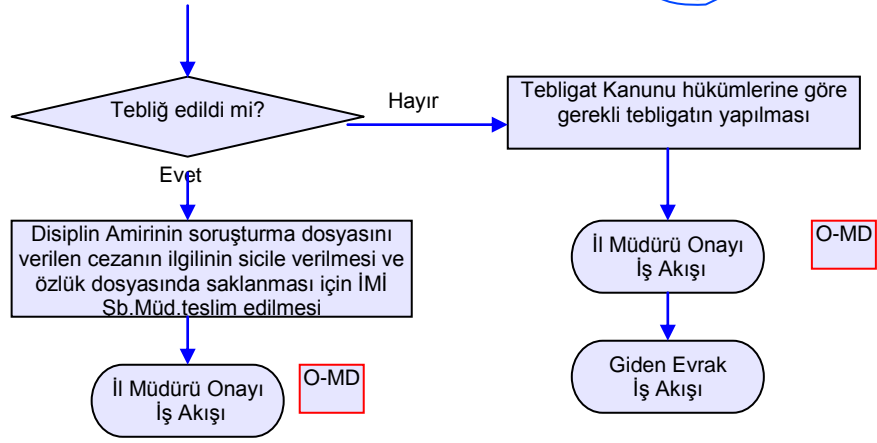 Tebliğ edildi mi?
Hayır
Evet
Tebligat Kanunu hükümlerine göre
gerekli tebligatın yapılması
Disiplin Amirinin soruşturma dosyasını
verilen cezanın ilgilinin sicile verilmesi ve
özlük dosyasında saklanması için İMİ
Sb.Müd.teslim edilmesi
İl Müdürü Onayı
İş Akışı
O-MD
İl Müdürü Onayı
İş Akışı
O-MD
Giden Evrak
İş Akışı